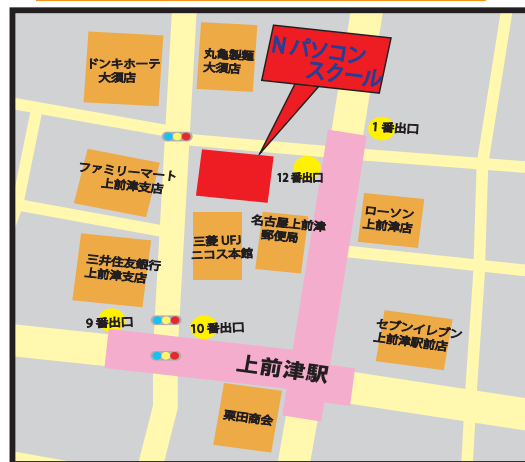 N パソコン
スクール
丸亀製麺
大須店
ドンキホーテ
大須店
1番出口
ファミリーマート
上前津支店
12番出口
ローソン
上前津店
名古屋上前津
郵便局
三菱 UFJ
ニコス本館
三井住友銀行
上前津支店
9番出口
10番出口
セブンイレブン
上前津駅前店
上前津駅
栗田商会